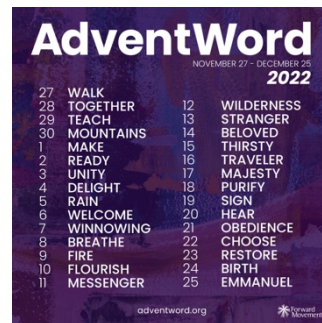 AdventWord
NOVEMBER 27 - DECEMBER 25
2022
27 WALK
28 TOGETHER
29 TEACH
30 MOUNTAINS
1 MAKE
2 READY
3 UNITY
4 DELIGHT
5 RAIN
6 WELCOME
7 WINNOWING
8 BREATHE
9 FIRE
10 FLOURISH
11 MESSENGER
12 WILDERNESS
13 STRANGER
14 BELOVED
15 THIRSTY
16 TRAVELER
17 MAJESTY
18 PURIFY
19 SIGN
20 HEAR
21 OBEDIENCE
22 CHOOSE
23 RESTORE
24 BIRTH
25 EMMANUEL
adventword.org
Forward
Movement